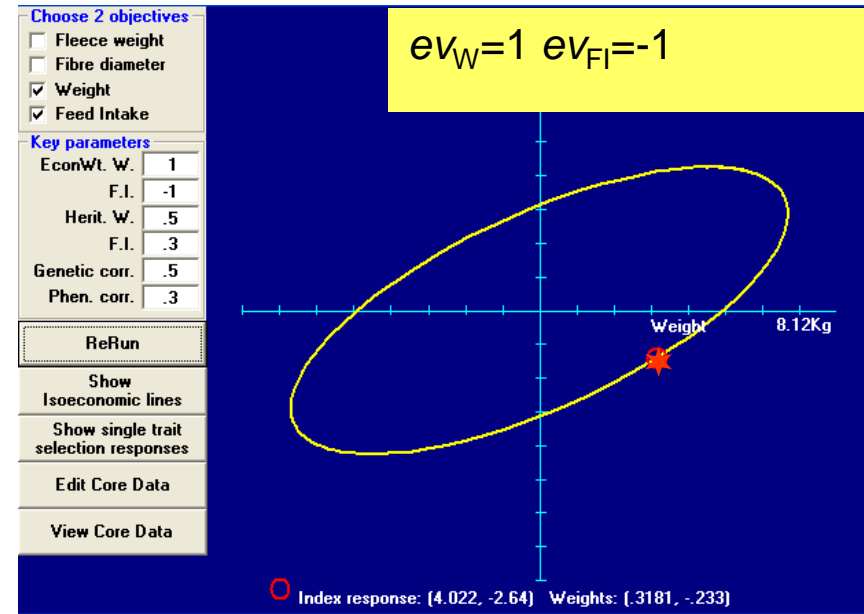 Choose 2 objectives
Fleece weight
Fibre diameter
Weight
Feed Intake
Key parameters
EconWt. W. 1
F.I. -1
Herit. W. .5
F.I. .3
Genetic corr. .5
Phen. corr. .3
ReRun
Show
Isoeconomic lines
Show single trait
selection responses
Edit Core Data
View Core Data
evW=1 evFI=-1
Weight 8.12Kg
Index response: (4.022, -2.64) Weights: (.3181, -.233)